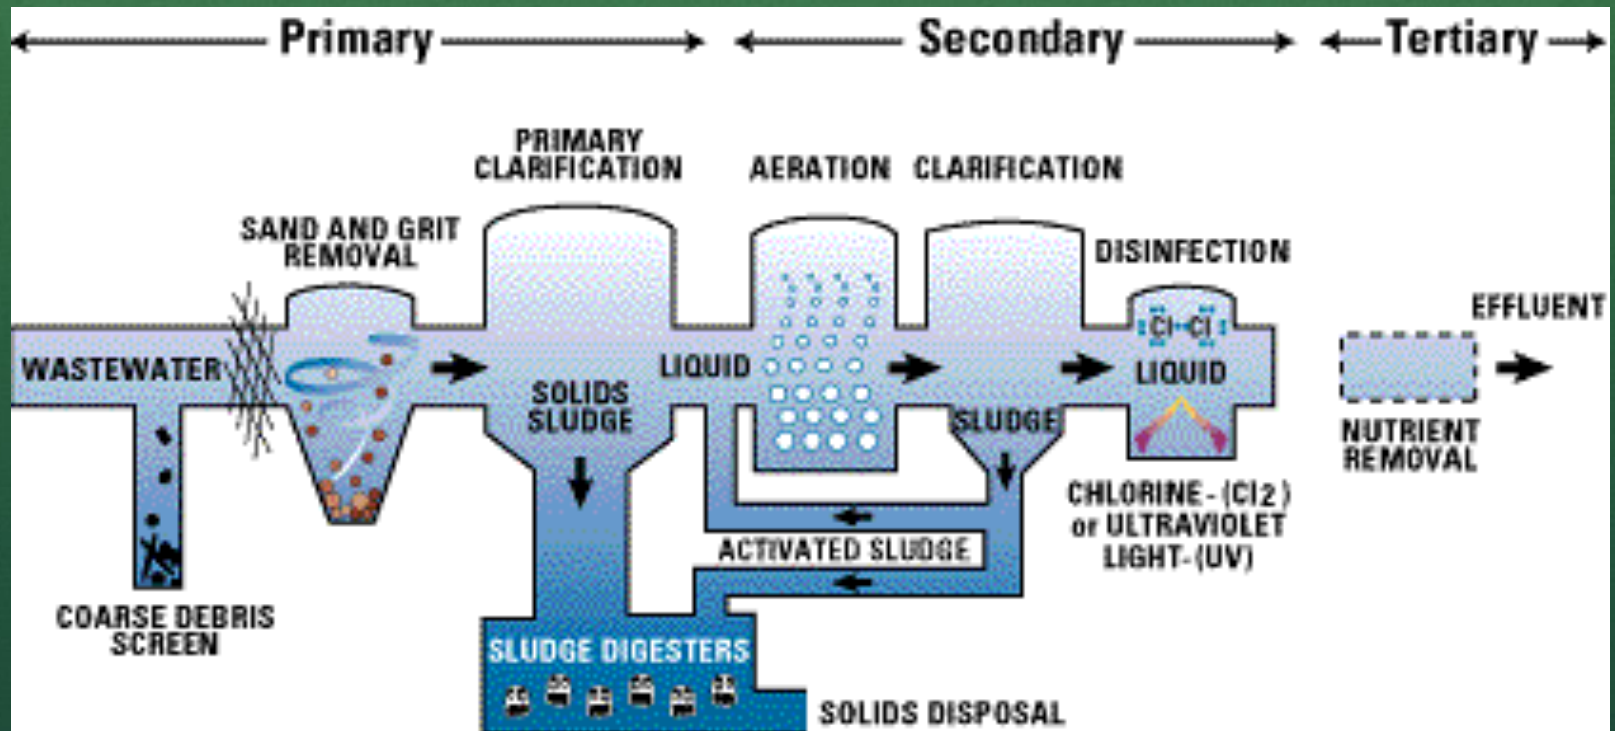 Primary
Secondary
Tertiary
PRIMARY
CLARIFICATION
AERATION
CLARIFICATION
SAND AND GRIT
REMOVAL
DISINFECTION
EFFLUENT
Cl Cl
WASTEWATER
LIQUID
LIQUID
SOLIDS
SLUDGE
SLUDGE
NUTRIENT
REMOVAL
CHLORINE-(Cl2)
or ULTRAVIOLET
LIGHT-(UV)
ACTIVATED SLUDGE
COARSE DEBRIS
SCREEN
SLUDGE DIGESTERS
SOLIDS DISPOSAL